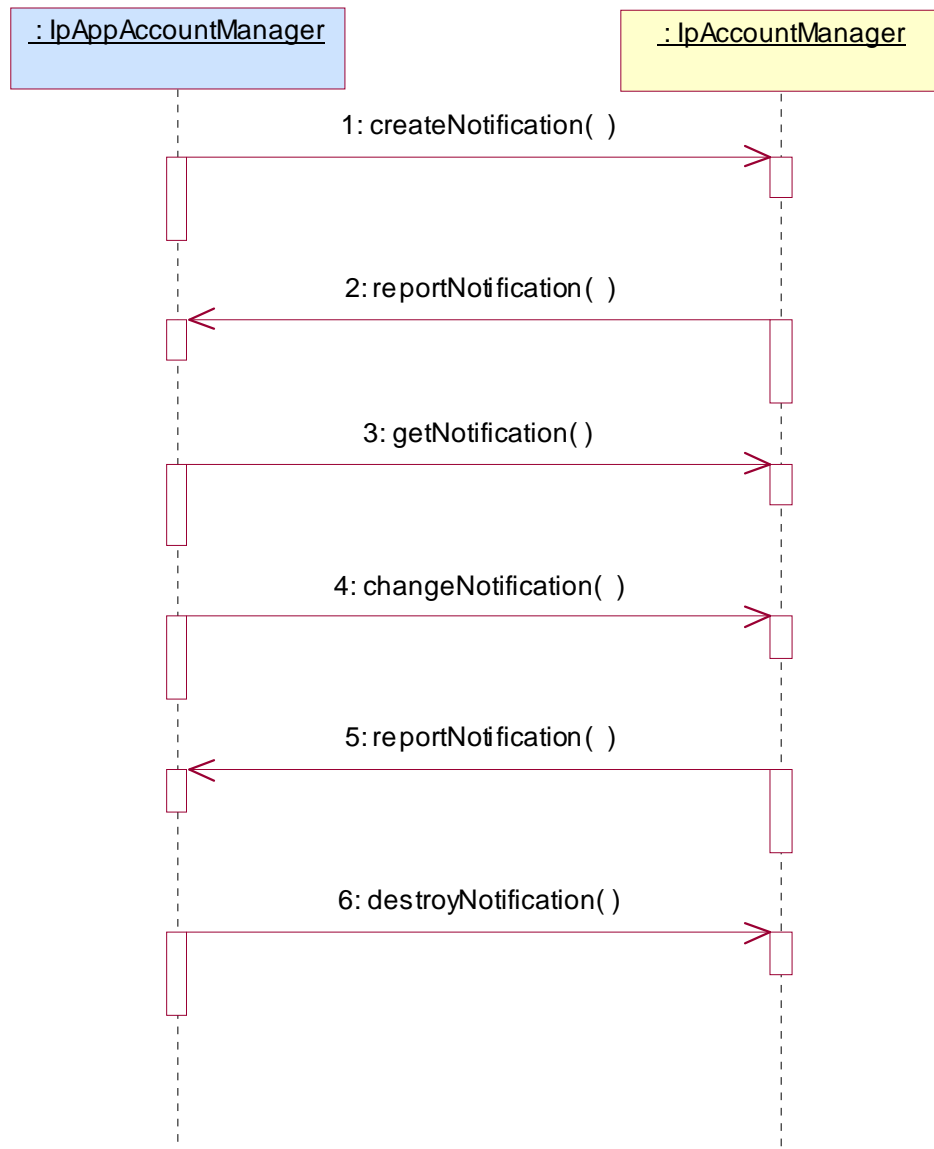 : IpAppAccountManager
: IpAccountManager
1: createNotification( )
2: reportNotification( )
3: getNotification( )
4: changeNotification( )
5: reportNotification( )
6: destroyNotification( )